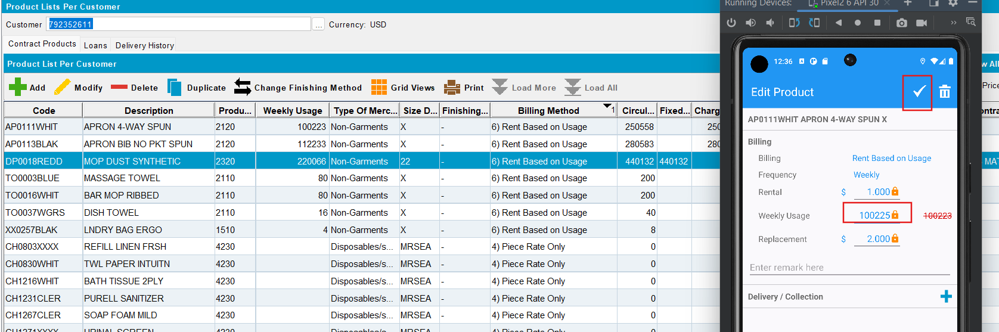 Product Lists Per Customer
Customer 792352611 ... Currency: USD
Contract Products Loans Delivery History
Product List Per Customer
Add Modify Delete Duplicate Change Finishing Method Grid Views Print Load More Load All
Code Description Produ... Weekly Usage Type Of Merc... Size D... Finishing... Billing Method 1 Circul... Fixed... Charg
AP0111WHIT APRON 4-WAY SPUN 2120 100223 Non-Garments X - 6) Rent Based on Usage 250558 250
AP0113BLAK APRON BIB NO PKT SPUN 2120 112233 Non-Garments X - 6) Rent Based on Usage 280583 280
DP0018REDD MOP DUST SYNTHETIC 2320 220066 Non-Garments 22 - 6) Rent Based on Usage 440132 440132
TO0003BLUE MASSAGE TOWEL 2110 80 Non-Garments X - 6) Rent Based on Usage 200
TO0016WHIT BAR MOP RIBBED 2110 80 Non-Garments X - 6) Rent Based on Usage 200
TO0037WGRS DISH TOWEL 2110 16 Non-Garments X - 6) Rent Based on Usage 40
XX0257BLAK LNDRY BAG ERGO 1510 4 Non-Garments X - 6) Rent Based on Usage 8
CH0803XXXX REFILL LINEN FRSH 4230 Disposables/s... MRSEA - 4) Piece Rate Only 0
CH0830WHIT TWL PAPER INTUITN 4230 Disposables/s... MRSEA - 4) Piece Rate Only 0
CH1216WHIT BATH TISSUE 2PLY 4230 Disposables/s... MRSEA - 4) Piece Rate Only 0
CH1231CLER PURELL SANITIZER 4230 Disposables/s... MRSEA - 4) Piece Rate Only 0
CH1267CLER SOAP FOAM MILD 4230 Disposables/s... MRSEA - 4) Piece Rate Only 0
CH1271XXXX URINAL SCREEN 4230 Disposables/s... MRSEA - 4) Piece Rate Only 0
Running Devices: Pixel2 6 API 30
12:36
Edit Product
AP0111WHIT APRON 4-WAY SPUN X
Billing
Billing Rent Based on Usage
Frequency Weekly
Rental $ 1.000
Weekly Usage 100225 100223
Replacement $ 2.000
Enter remark here
Delivery / Collection
w All
Price
ontra
MAT